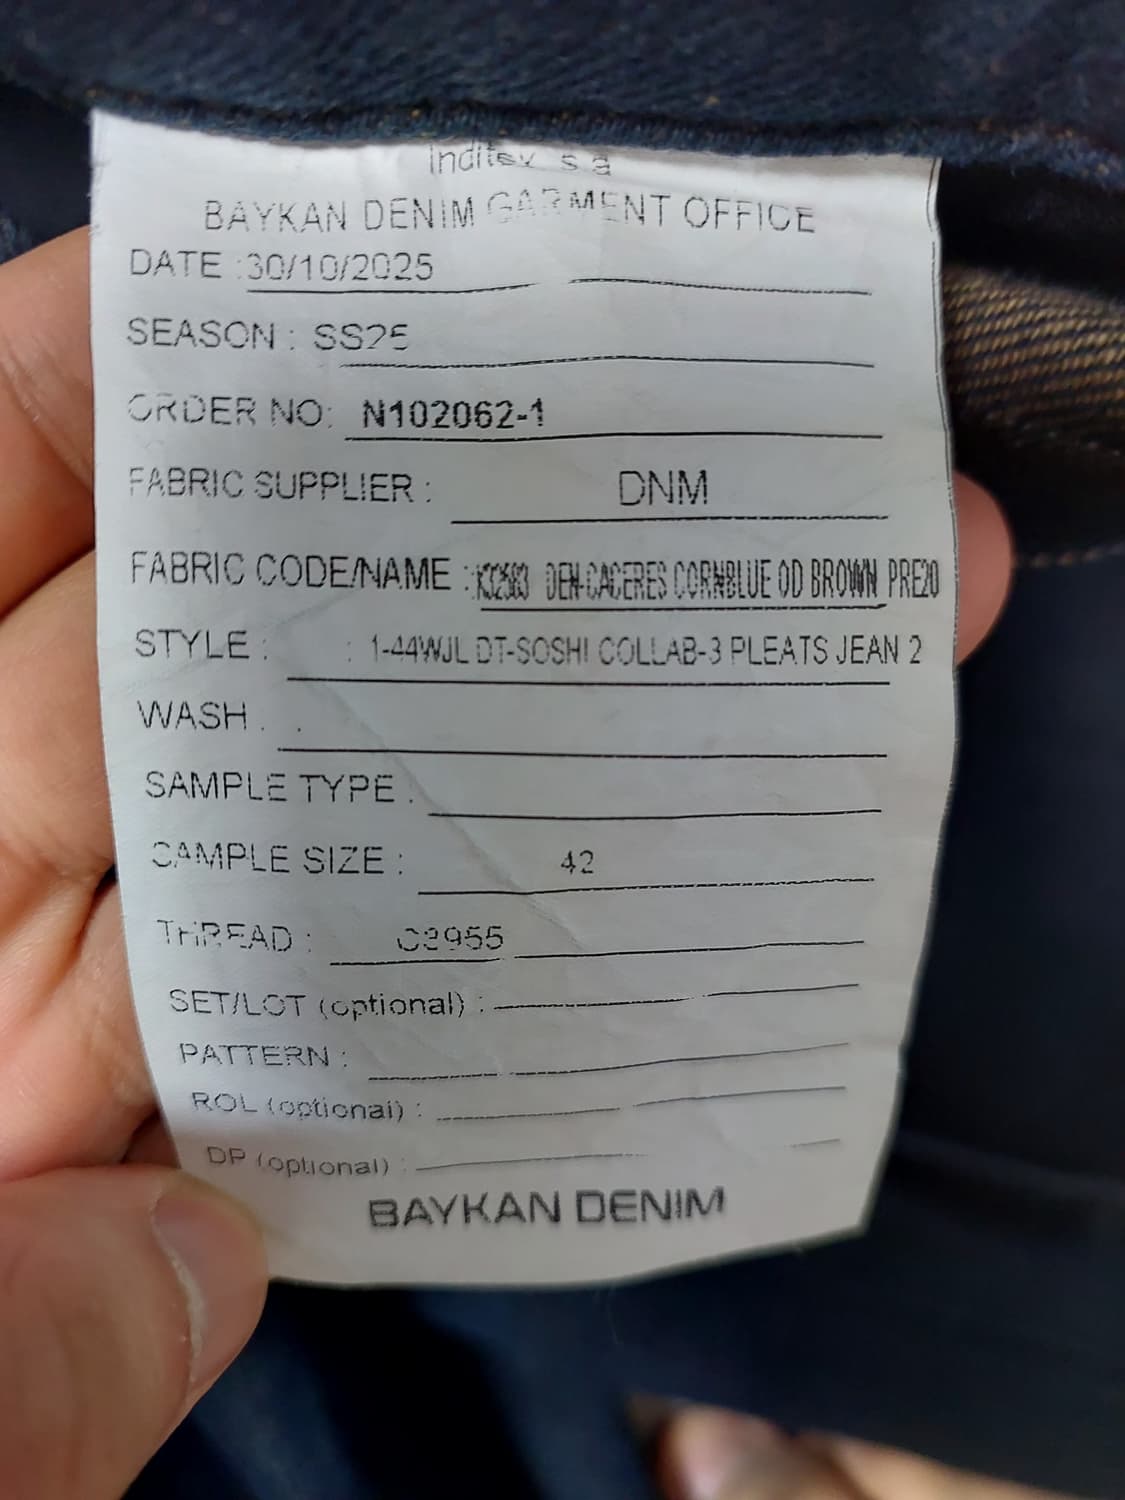 Inditex s a
BAYKAN DENIM GARMENT OFFICE
DATE :30/10/2025
SEASON : SS25
ORDER NO: N102062-1
FABRIC SUPPLIER : DNM
FABRIC CODE/NAME : DEN-CACERES CORNBLUE OD BROWN PRE20
STYLE : : 1-44WJL DT-SOSHI COLLAB-3 PLEATS JEAN 2
WASH . .
SAMPLE TYPE .
SAMPLE SIZE : 42
THREAD :
SET/LOT (optional) :
PATTERN :
ROL (optional) :
DP (optional) :
BAYKAN DENIM